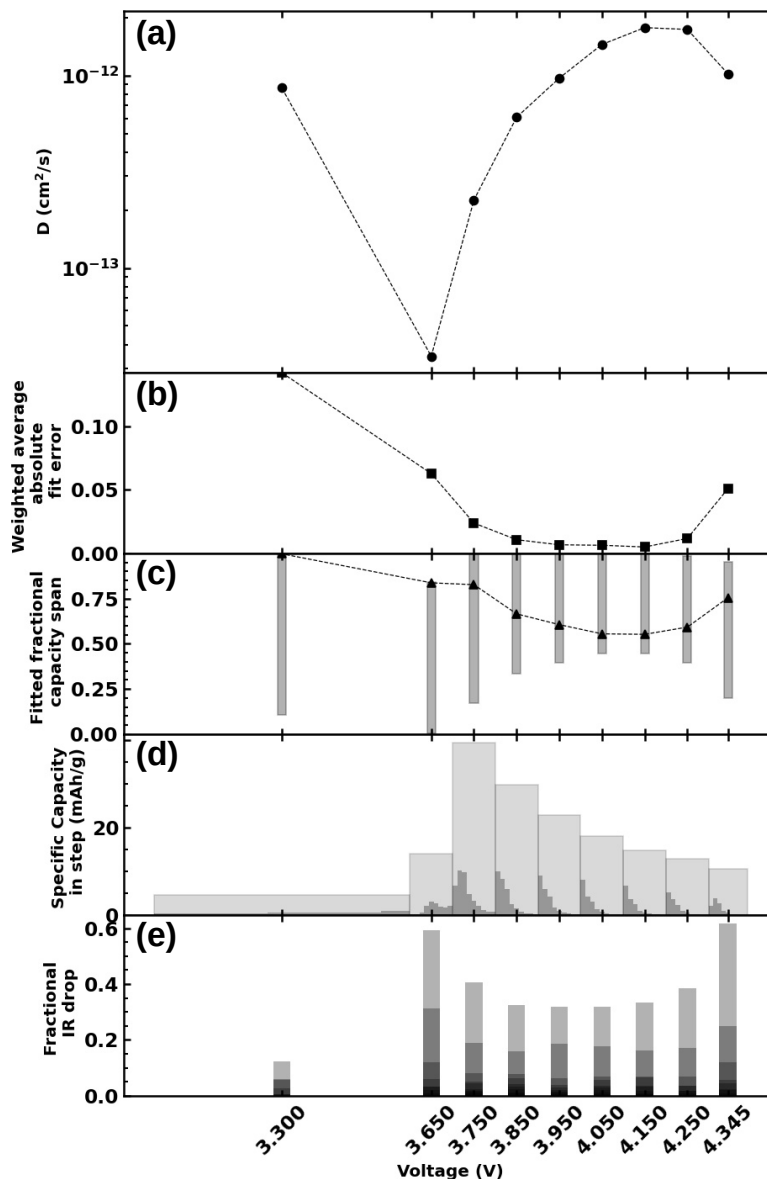 (a)
10⁻¹²
10⁻¹³
D (cm²/s)
(b)
0.10
0.05
0.00
Weighted average
absolute
fit error
(c)
0.75
0.50
0.25
0.00
Fitted fractional
capacity span
(d)
20
0
Specific Capacity
in step (mAh/g)
(e)
0.6
0.4
0.2
0.0
Fractional
IR drop
3.300
3.650
3.750
3.850
3.950
4.050
4.150
4.250
4.345
Voltage (V)